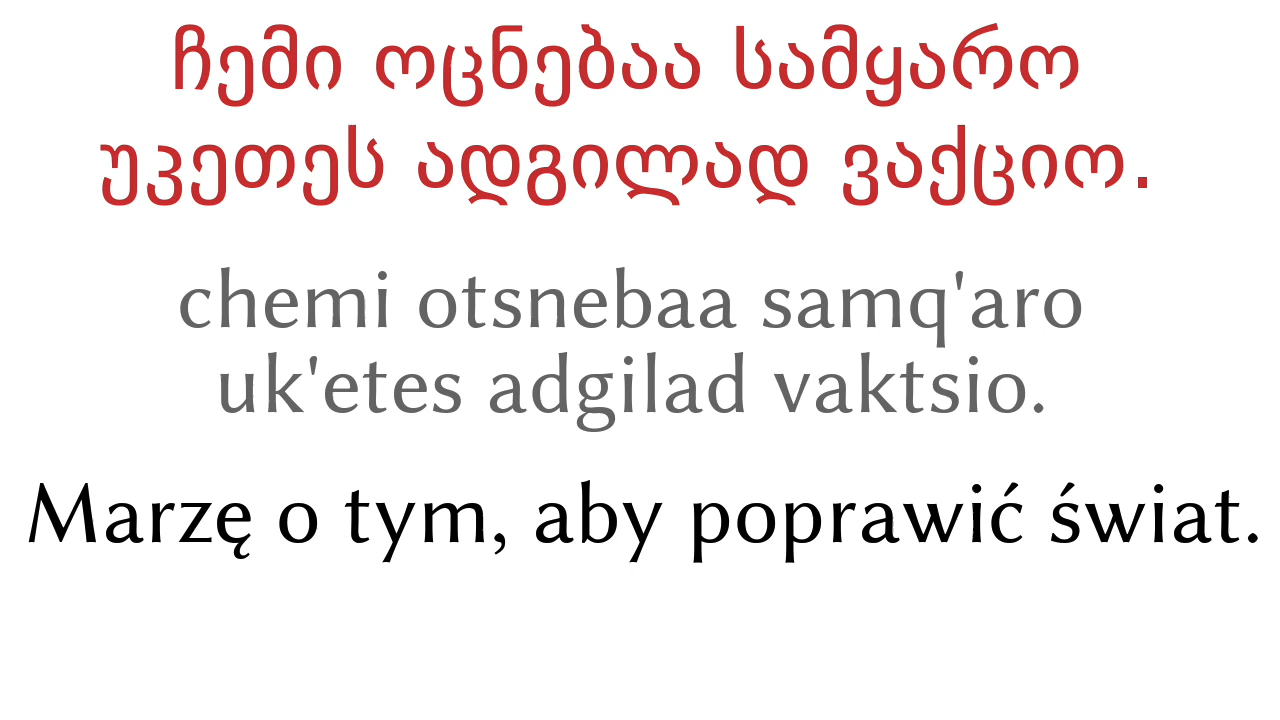 ჩემი ოცნებაა სამყარო
უკეთეს ადგილად ვაქციო.
chemi otsnebaa samq'aro
uk'etes adgilad vaktsio.
Marzę o tym, aby poprawić świat.